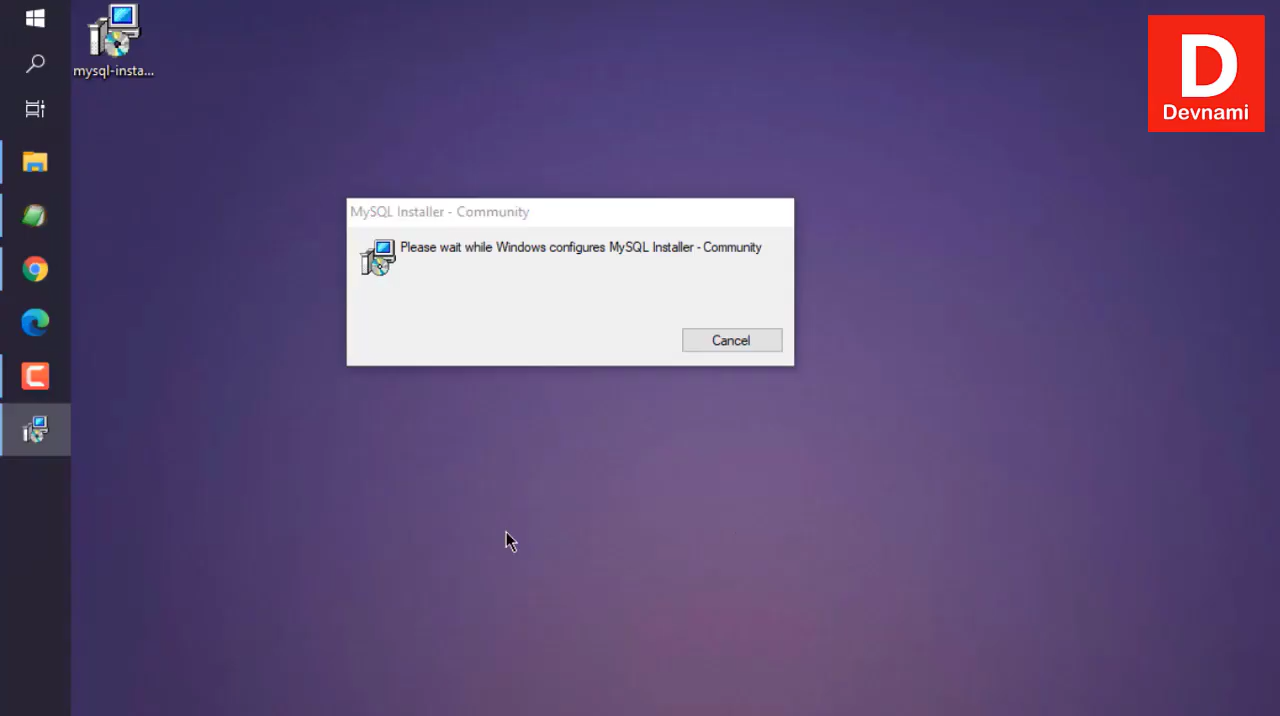 mysql-insta...
D
Devnami
MySQL Installer - Community
Please wait while Windows configures MySQL Installer - Community
Cancel